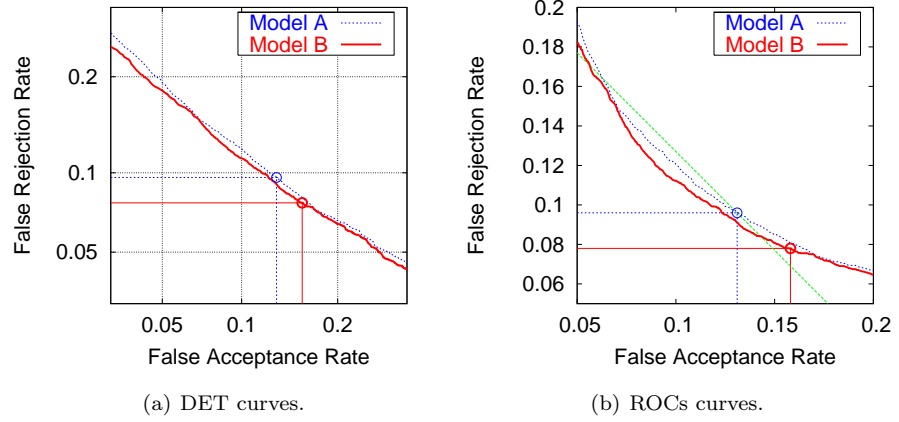 Model A
Model B
False Rejection Rate
0.2
0.1
0.05
0.05
0.1
0.2
False Acceptance Rate
(a) DET curves.
Model A
Model B
False Rejection Rate
0.2
0.18
0.16
0.14
0.12
0.1
0.08
0.06
0.05
0.1
0.15
0.2
False Acceptance Rate
(b) ROCs curves.